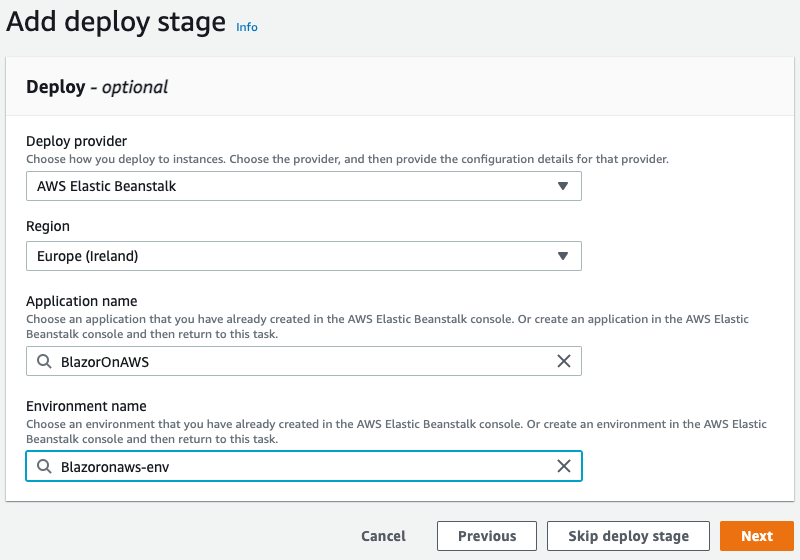 Add deploy stage Info
Deploy - optional
Deploy provider
Choose how you deploy to instances. Choose the provider, and then provide the configuration details for that provider.
AWS Elastic Beanstalk
Region
Europe (Ireland)
Application name
Choose an application that you have already created in the AWS Elastic Beanstalk console. Or create an application in the AWS Elastic
Beanstalk console and then return to this task.
BlazorOnAWS
Environment name
Choose an environment that you have already created in the AWS Elastic Beanstalk console. Or create an environment in the AWS Elastic
Beanstalk console and then return to this task.
Blazoronaws-env
Cancel Previous Skip deploy stage Next